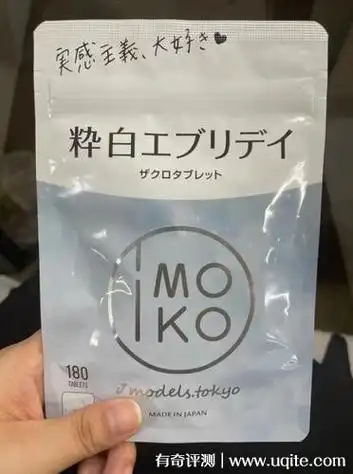 実感主義、大好き♥
粋白エブリデイ
ザクロタブレット
MO
KO
180
TABLETS
J models.tokyo
MADE IN JAPAN
有奇评测 | www.uqite.com